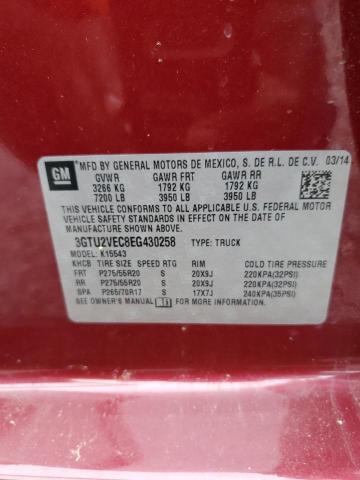 GM
*MFD BY GENERAL MOTORS DE MEXICO, S. DE R.L. DE C.V. 03/14
GVWR GAWR FRT GAWR RR
3266 KG 1792 KG 1792 KG
7200 LB 3950 LB 3950 LB
THIS VEHICLE CONFORMS TO ALL APPLICABLE U.S. FEDERAL MOTOR
VEHICLE SAFETY STANDARDS IN EFFECT ON THE DATE OF
MANUFACTURE SHOWN ABOVE.
3GTU2VEC8EG430258 TYPE: TRUCK
MODEL: K15543
KHCB TIRE SIZE SPEED RTG RIM COLD TIRE PRESSURE
FRT P275/55R20 S 20X9J 220KPA(32PSI)
RR P275/55R20 S 20X9J 220KPA(32PSI)
SPA P265/70R17 S 17X7J 240KPA(35PSI)
SEE OWNER'S MANUAL FOR ADDITIONAL INFORMATION